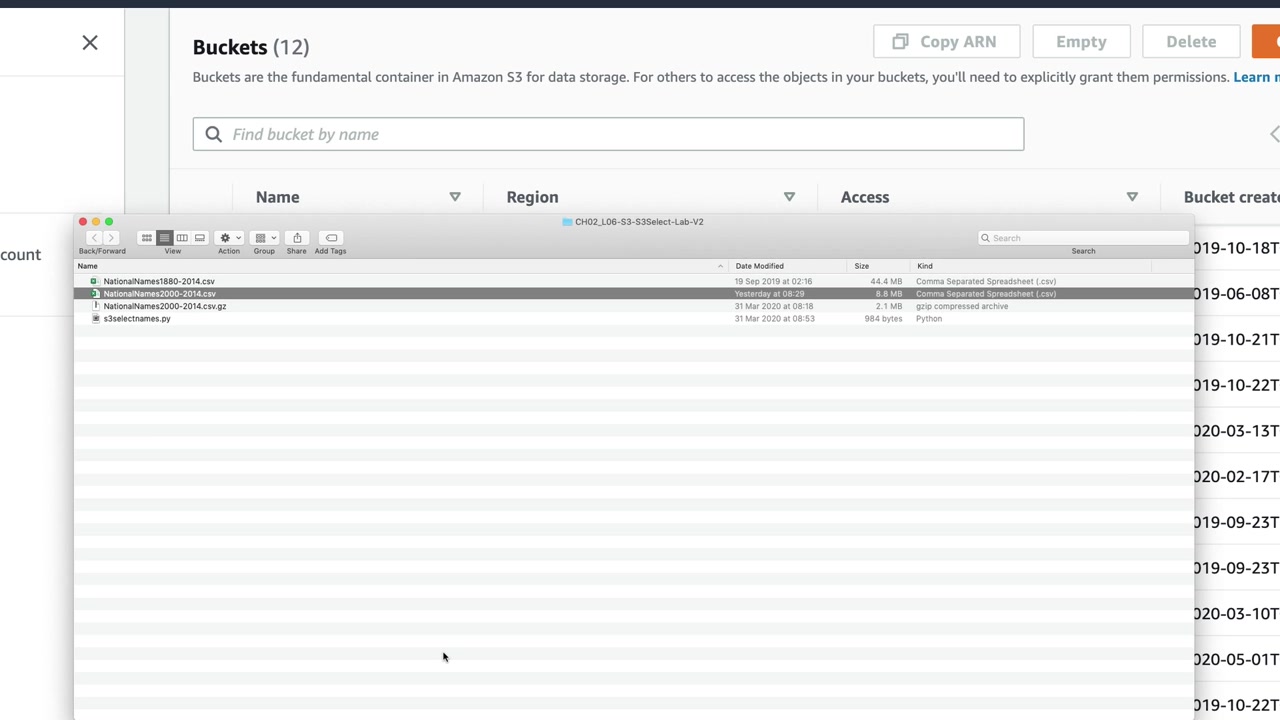 Buckets (12)
Copy ARN
Empty
Delete
Buckets are the fundamental container in Amazon S3 for data storage. For others to access the objects in your buckets, you'll need to explicitly grant them permissions. Learn
Find bucket by name
Name
Region
Access
Bucket create
CH02_L06-S3-S3Select-Lab-V2
Back/Forward
View
Action
Group
Share
Add Tags
Search
Search
Name
Date Modified
Size
Kind
NationalNames1880-2014.csv
19 Sep 2019 at 02:16
44.4 MB
Comma Separated Spreadsheet (.csv)
NationalNames2000-2014.csv
Yesterday at 08:29
8.8 MB
Comma Separated Spreadsheet (.csv)
NationalNames2000-2014.csv.gz
31 Mar 2020 at 08:18
2.1 MB
gzip compressed archive
s3selectnames.py
31 Mar 2020 at 08:53
984 bytes
Python
count
019-10-18T
019-06-08T
019-10-21T
019-10-22T
020-03-13T
020-02-17T
019-09-23T
019-09-23T
020-03-10T
020-05-01T
019-10-22T